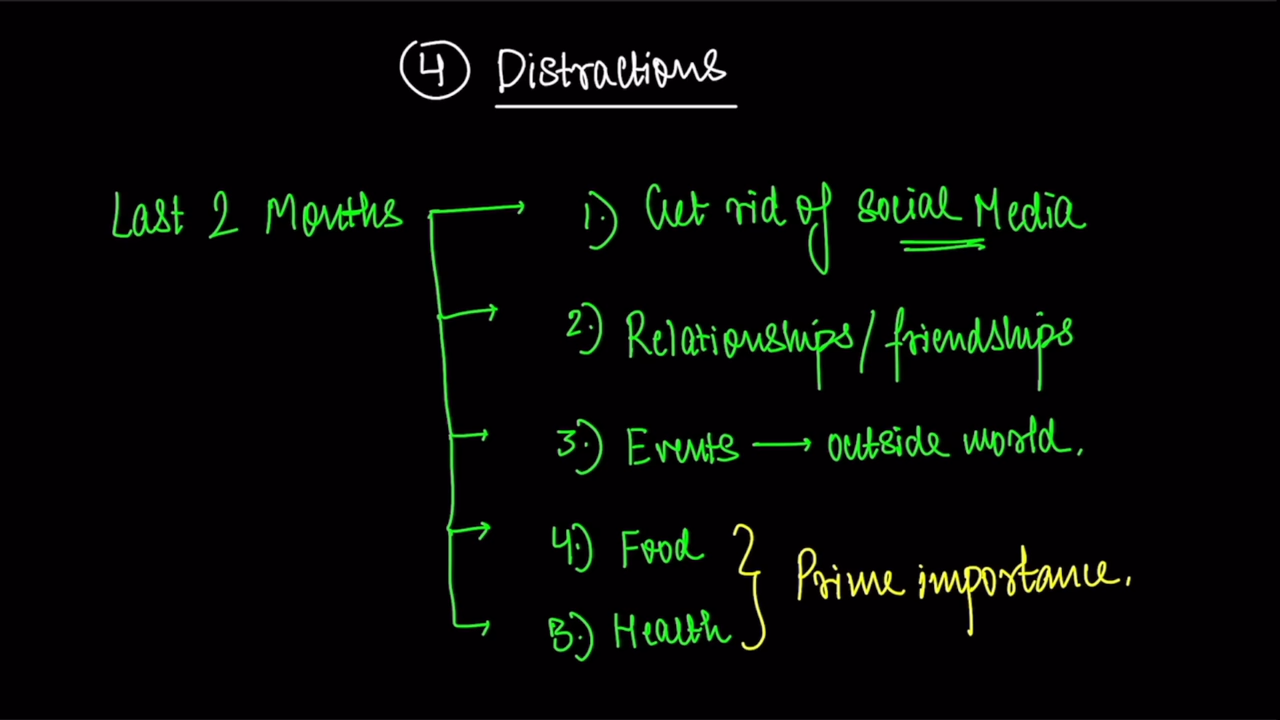 4 Distractions
Last 2 Months
1.) Get rid of social Media
2.) Relationships/friendships
3.) Events → outside world.
4.) Food
5.) Health
Prime importance.